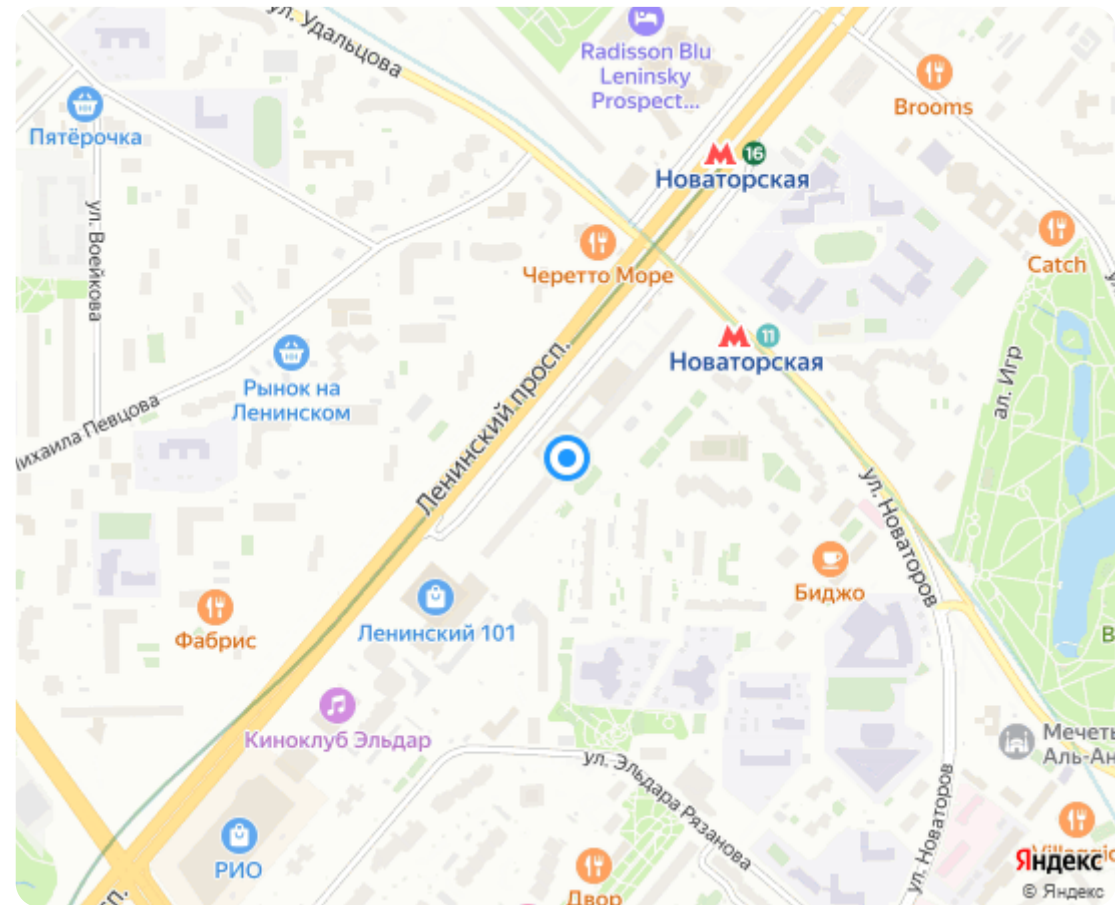 ул. Удальцова
Radisson Blu
Leninsky
Prospect...
Brooms
Пятёрочка
16
Новаторская
ул. Воейкова
Catch
Черетто Море
11
Новаторская
ал. Игр
Рынок на
Ленинском
Михаила Певцова
Ленинский просп.
ул. Новаторов
Биджо
Фабрис
Ленинский 101
В
Киноклуб Эльдар
Мечеть
Аль-Ан
ул. Эльдара Рязанова
ул. Новаторов
РИО
Яндекс
© Яндекс
Двор
сп.